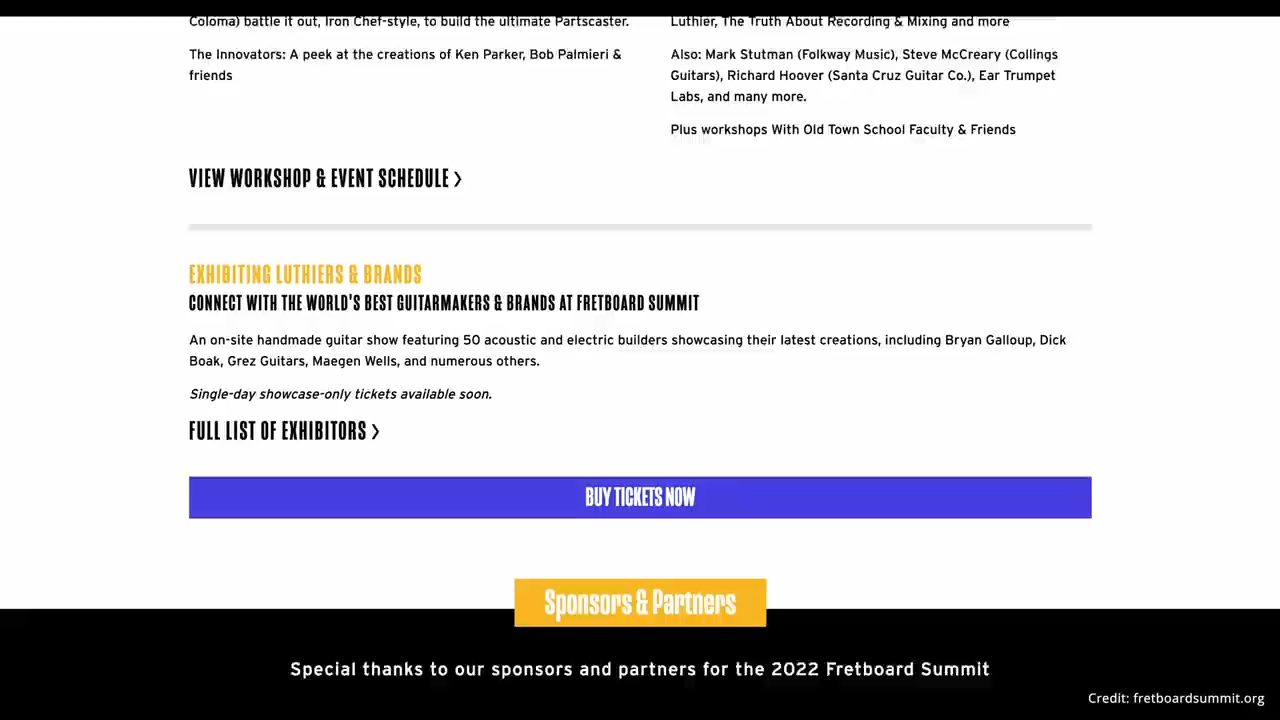 Coloma) battle it out, Iron Chef-style, to build the ultimate Partscaster.
The Innovators: A peek at the creations of Ken Parker, Bob Palmieri &
friends
Luthier, The Truth About Recording & Mixing and more
Also: Mark Stutman (Folkway Music), Steve McCreary (Collings
Guitars), Richard Hoover (Santa Cruz Guitar Co.), Ear Trumpet
Labs, and many more.
Plus workshops With Old Town School Faculty & Friends
VIEW WORKSHOP & EVENT SCHEDULE >
EXHIBITING LUTHIERS & BRANDS
CONNECT WITH THE WORLD'S BEST GUITARMAKERS & BRANDS AT FRETBOARD SUMMIT
An on-site handmade guitar show featuring 50 acoustic and electric builders showcasing their latest creations, including Bryan Galloup, Dick
Boak, Grez Guitars, Maegen Wells, and numerous others.
Single-day showcase-only tickets available soon.
FULL LIST OF EXHIBITORS >
BUY TICKETS NOW
Sponsors & Partners
Special thanks to our sponsors and partners for the 2022 Fretboard Summit
Credit: fretboardsummit.org